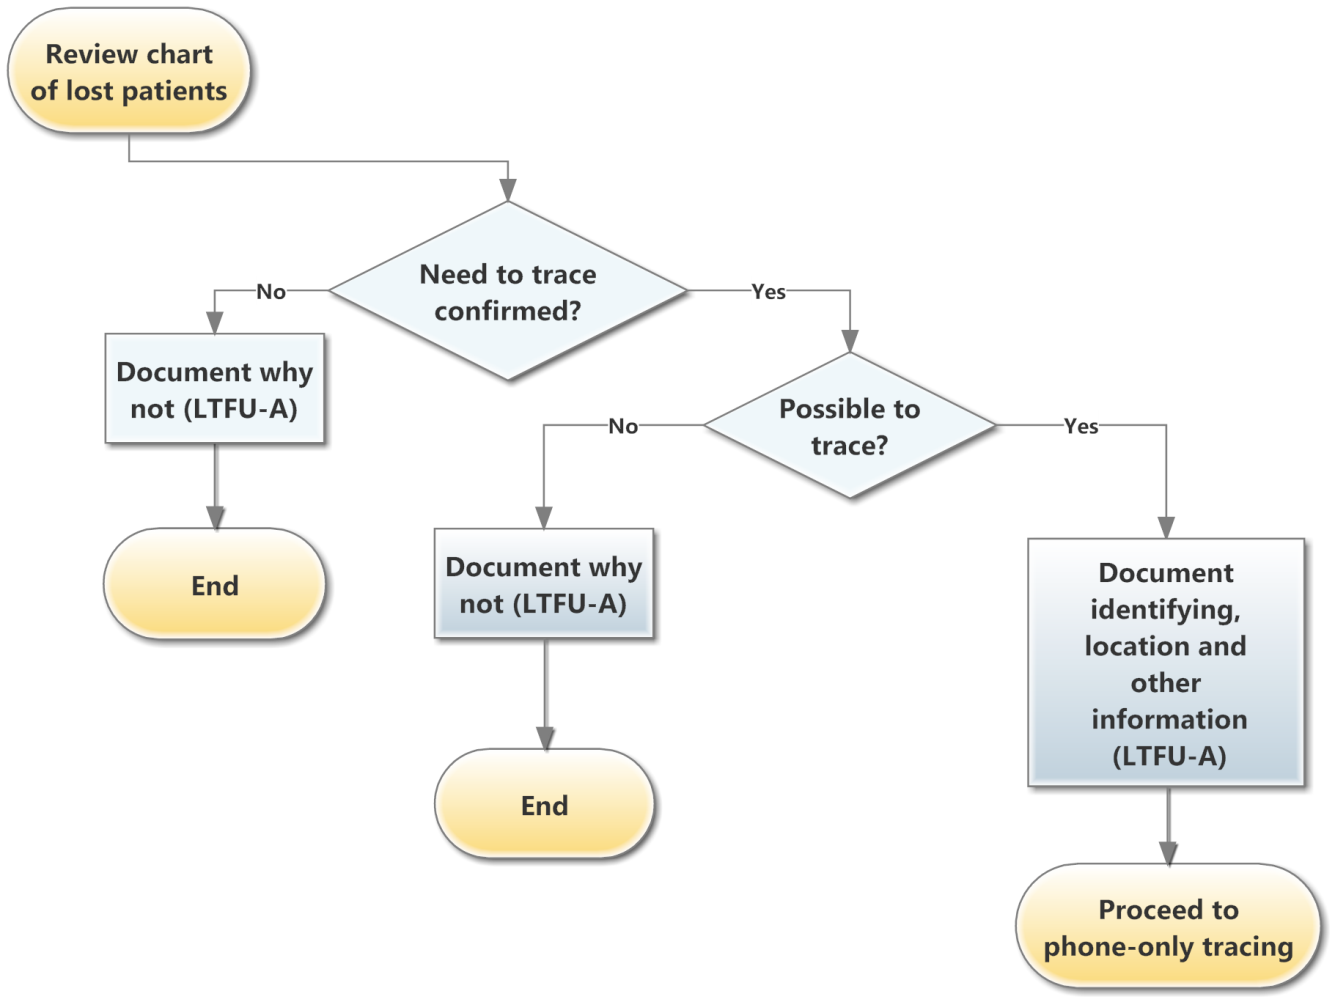 Review chart
of lost patients
Need to trace
confirmed?
No
Yes
Document why
not (LTFU-A)
End
Possible to
trace?
No
Yes
Document why
not (LTFU-A)
End
Document
identifying,
location and
other
information
(LTFU-A)
Proceed to
phone-only tracing